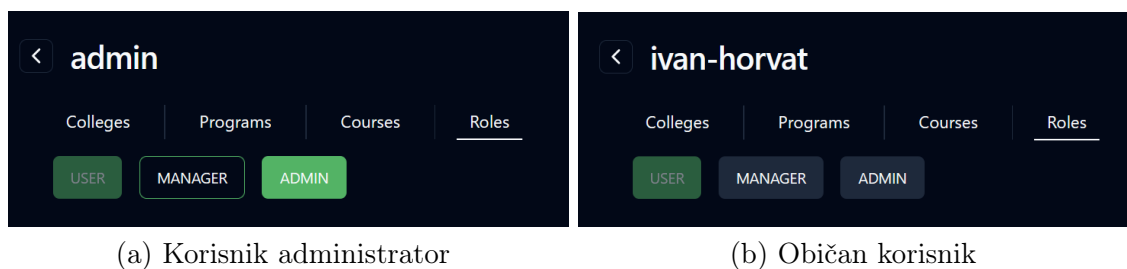 admin
Colleges Programs Courses Roles
USER MANAGER ADMIN
(a) Korisnik administrator
ivan-horvat
Colleges Programs Courses Roles
USER MANAGER ADMIN
(b) Običan korisnik